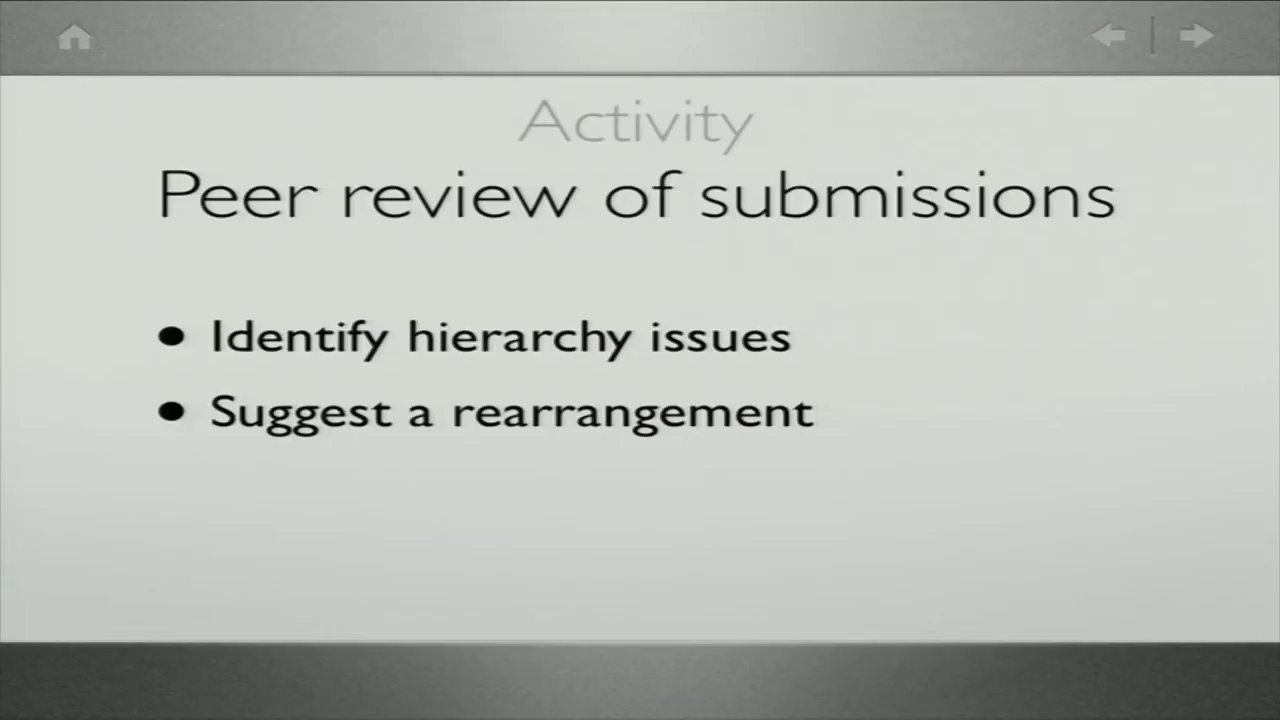 Activity
Peer review of submissions
• Identify hierarchy issues
• Suggest a rearrangement